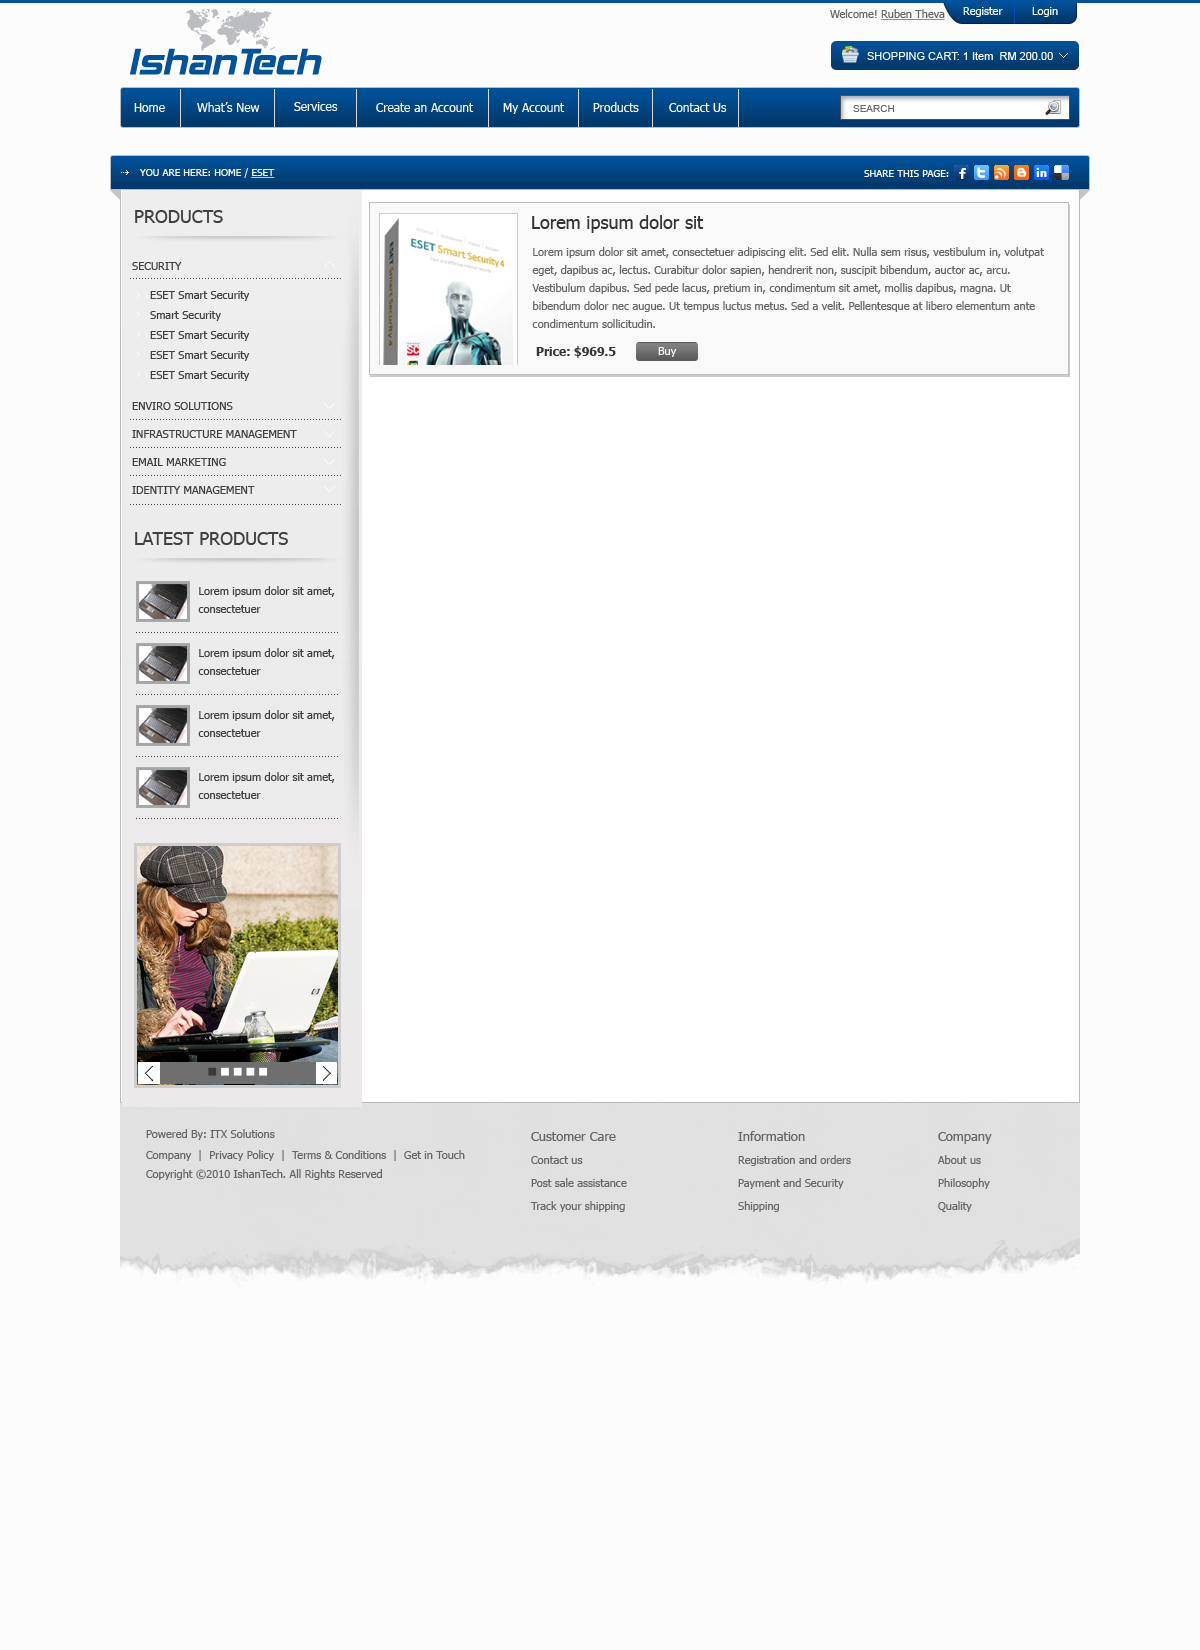 Welcome! Ruben Theva
Register
Login
IshanTech
SHOPPING CART: 1 Item RM 200.00
Home
What's New
Services
Create an Account
My Account
Products
Contact Us
SEARCH
YOU ARE HERE: HOME / ESET
SHARE THIS PAGE:
PRODUCTS
SECURITY
ESET Smart Security
Smart Security
ESET Smart Security
ESET Smart Security
ESET Smart Security
ENVIRO SOLUTIONS
INFRASTRUCTURE MANAGEMENT
EMAIL MARKETING
IDENTITY MANAGEMENT
LATEST PRODUCTS
Lorem ipsum dolor sit amet,
consectetuer
Lorem ipsum dolor sit amet,
consectetuer
Lorem ipsum dolor sit amet,
consectetuer
Lorem ipsum dolor sit amet,
consectetuer
hp
ESET Smart Security 4
ESET Smart Security 4
Lorem ipsum dolor sit
Lorem ipsum dolor sit amet, consectetuer adipiscing elit. Sed elit. Nulla sem risus, vestibulum in, volutpat
eget, dapibus ac, lectus. Curabitur dolor sapien, hendrerit non, suscipit bibendum, auctor ac, arcu.
Vestibulum dapibus. Sed pede lacus, pretium in, condimentum sit amet, mollis dapibus, magna. Ut
bibendum dolor nec augue. Ut tempus luctus metus. Sed a velit. Pellentesque at libero elementum ante
condimentum sollicitudin.
Price: $969.5
Buy
Powered By: ITX Solutions
Company | Privacy Policy | Terms & Conditions | Get in Touch
Copyright ©2010 IshanTech. All Rights Reserved
Customer Care
Contact us
Post sale assistance
Track your shipping
Information
Registration and orders
Payment and Security
Shipping
Company
About us
Philosophy
Quality